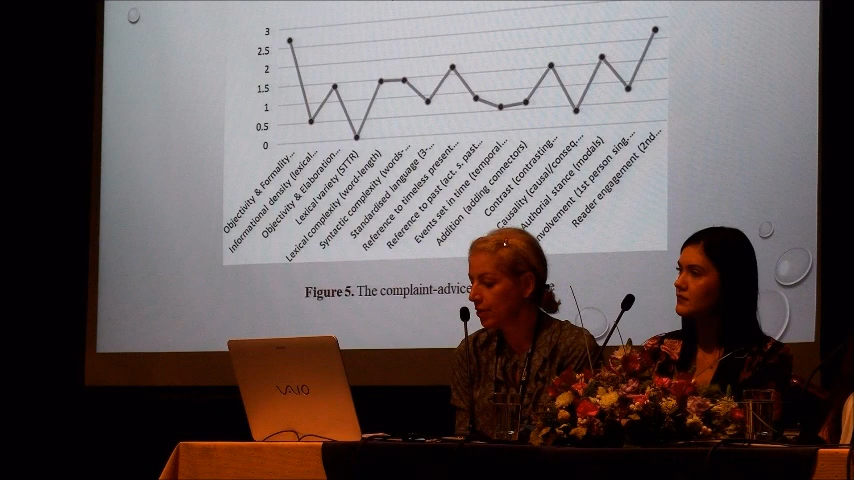 3
2.5
2
1.5
1
0.5
0
Objectivity & Formality...
Informational density (lexical...
Objectivity & Elaboration...
Lexical variety (STTR)
Lexical complexity (word-length)
Syntactic complexity (words-...
Standardised language (3-...
Reference to timeless present...
Reference to past (act. s. past...
Events set in time (temporal...
Addition (adding connectors)
Contrast (contrasting...
Causality (causal/conseq...
Authorial stance (modals)
nvolvement (1st person sing...
Reader engagement (2nd...
Figure 5. The complaint-advice
VAIO